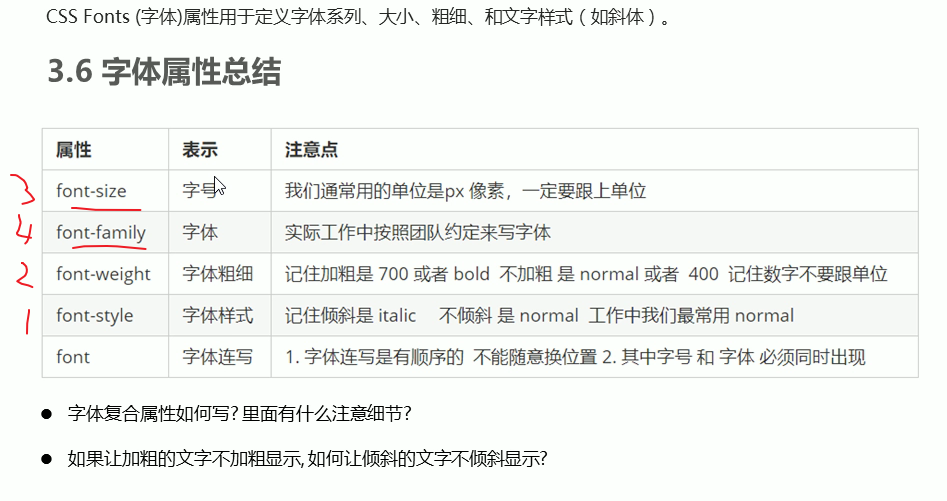 CSS Fonts (字体)属性用于定义字体系列、大小、粗细、和文字样式（如斜体）。
3.6 字体属性总结
属性 表示 注意点
3 font-size 字号 我们通常用的单位是px 像素，一定要跟上单位
4 font-family 字体 实际工作中按照团队约定来写字体
2 font-weight 字体粗细 记住加粗是 700 或者 bold 不加粗 是 normal 或者 400 记住数字不要跟单位
1 font-style 字体样式 记住倾斜是 italic 不倾斜 是 normal 工作中我们最常用 normal
font 字体连写 1. 字体连写是有顺序的 不能随意换位置 2. 其中字号 和 字体 必须同时出现
● 字体复合属性如何写? 里面有什么注意细节?
● 如果让加粗的文字不加粗显示, 如何让倾斜的文字不倾斜显示?